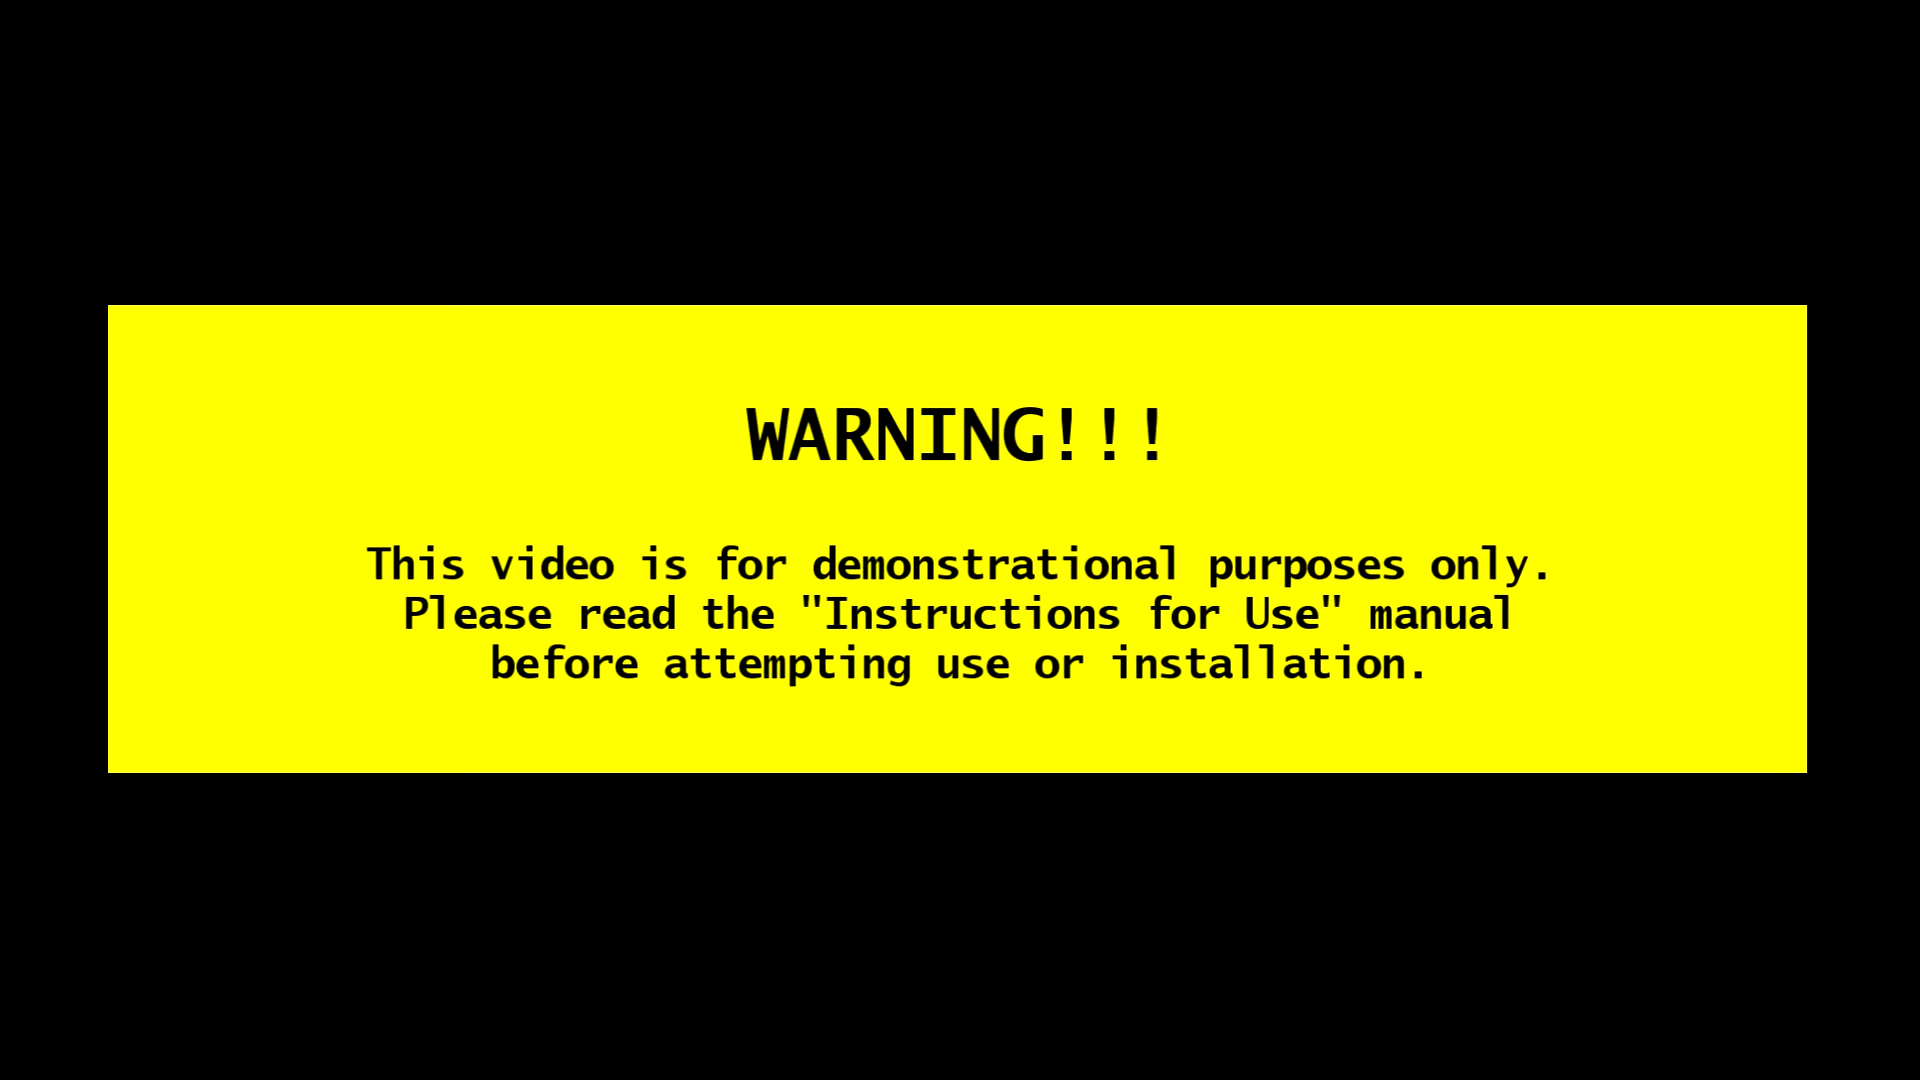 WARNING!!!
This video is for demonstrational purposes only.
Please read the "Instructions for Use" manual
before attempting use or installation.